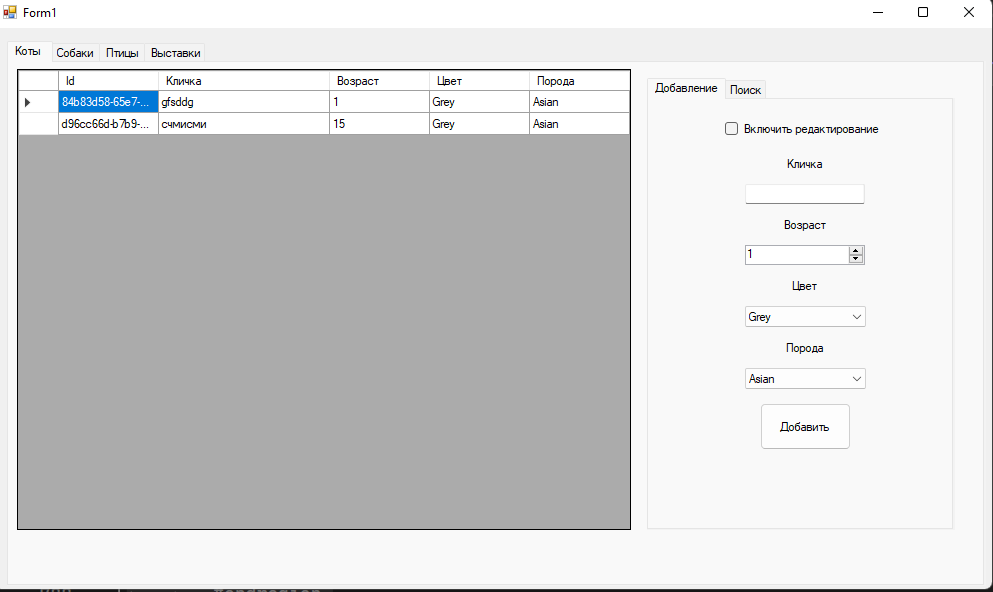 Form1
Коты Собаки Птицы Выставки
Id Кличка Возраст Цвет Порода
84b83d58-65e7-... gfsddg 1 Grey Asian
d96cc66d-b7b9-... счмисми 15 Grey Asian
Добавление Поиск
Включить редактирование
Кличка
Возраст
1
Цвет
Grey
Порода
Asian
Добавить